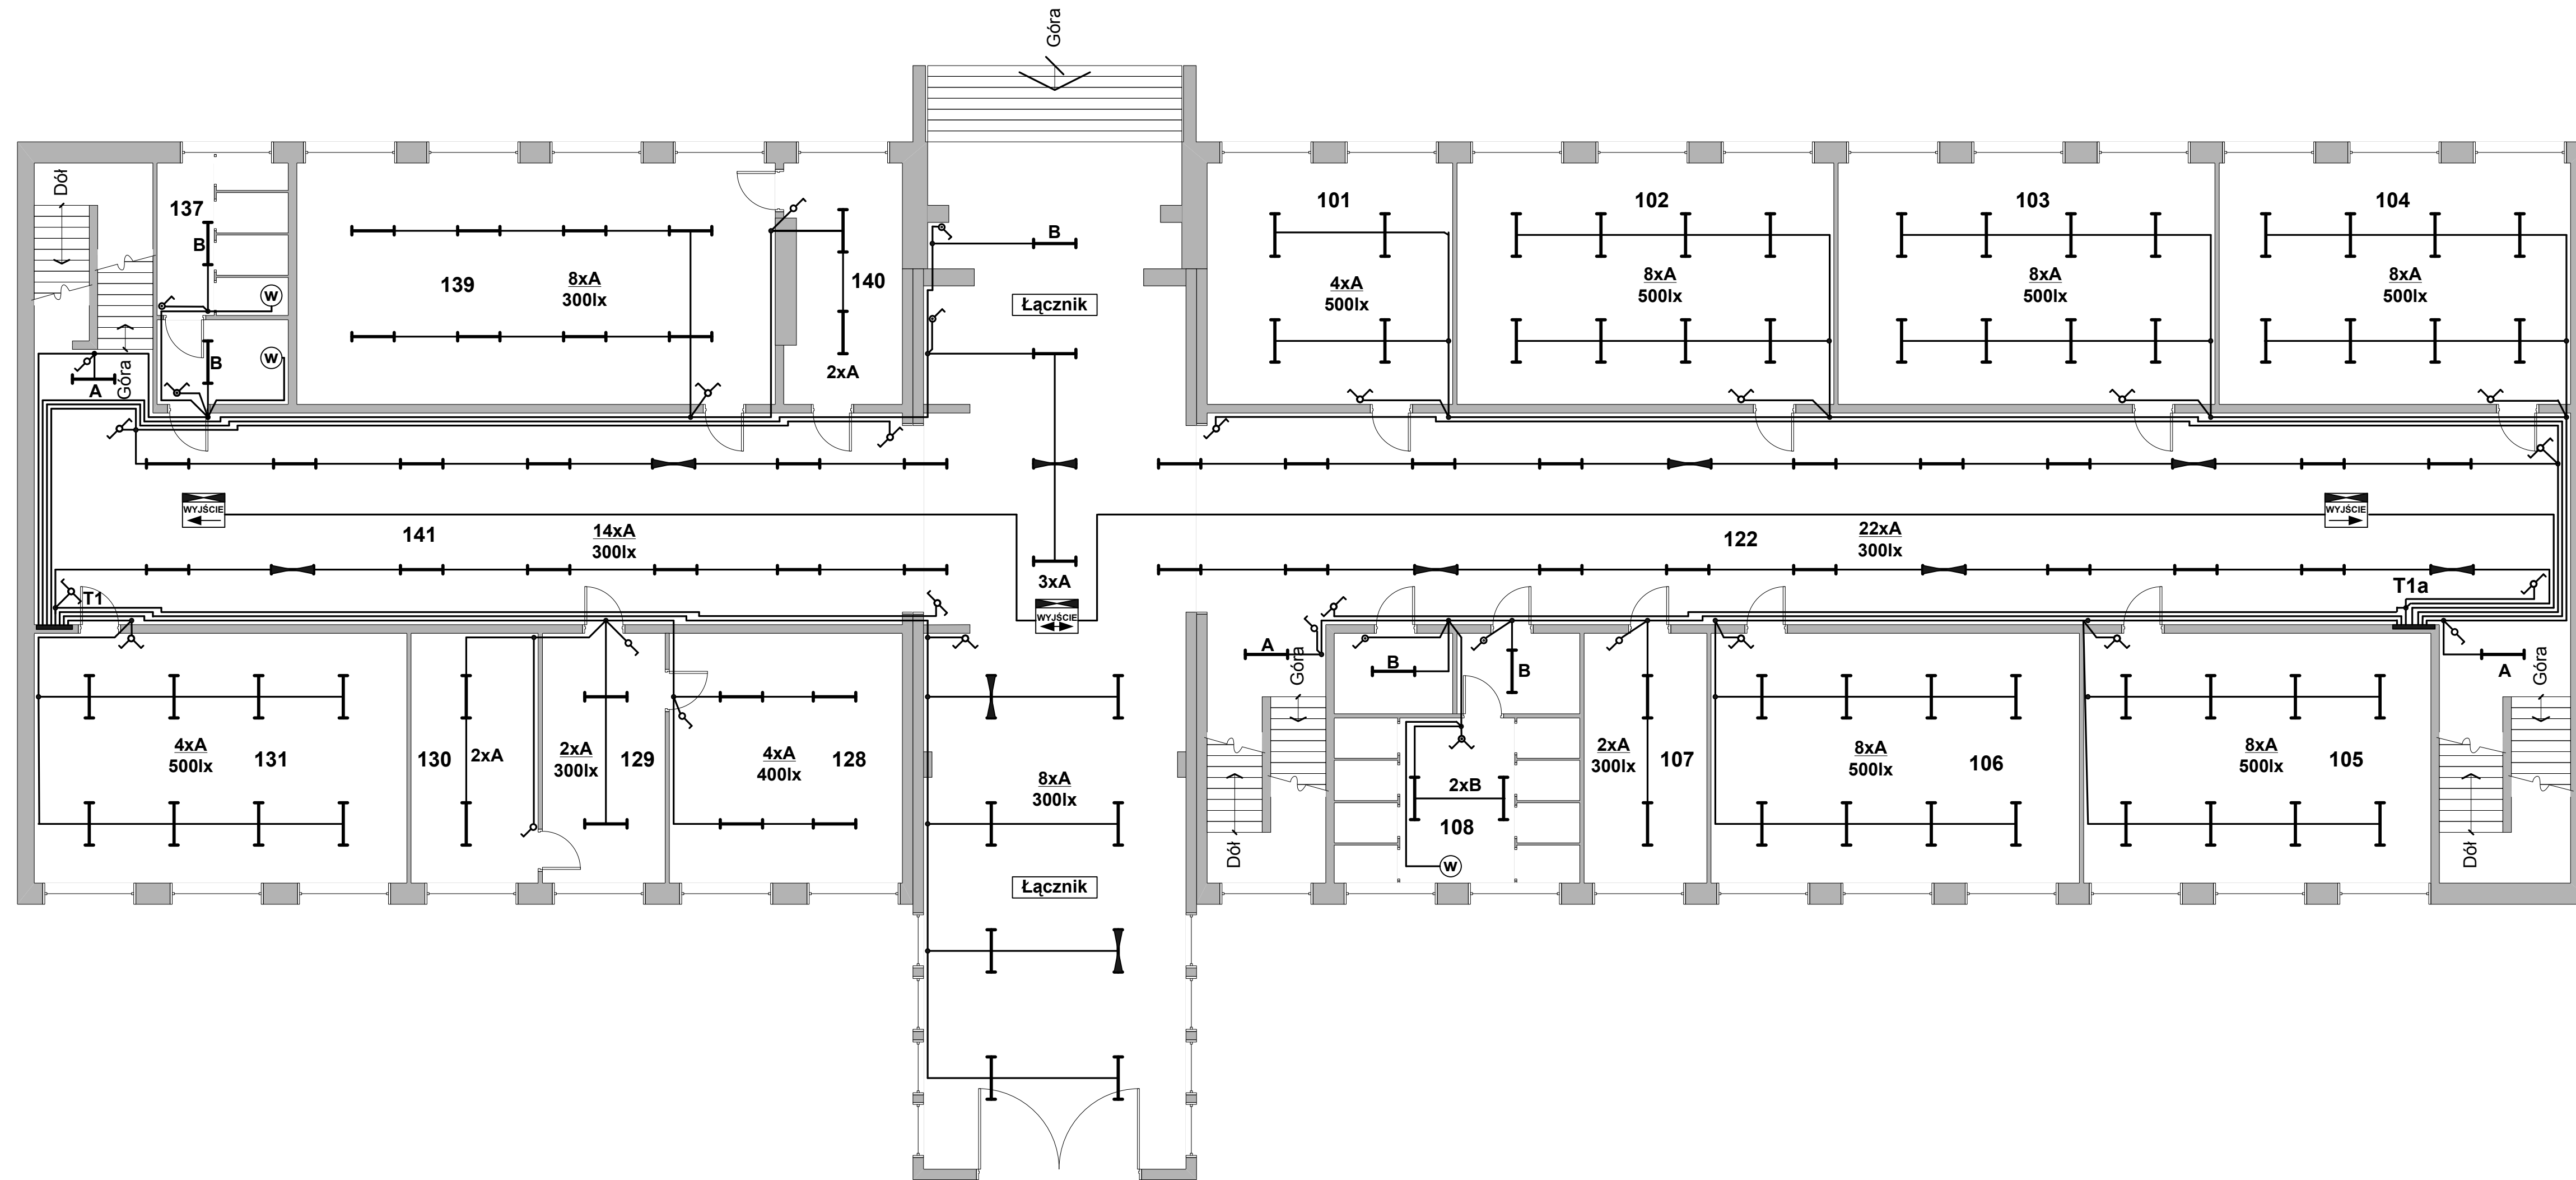 Góra
Dół
137
B
W
B
W
Góra
A
139
8xA
300lx
140
2xA
B
Łącznik
101
4xA
500lx
102
8xA
500lx
103
8xA
500lx
104
8xA
500lx
WYJŚCIE
141
14xA
300lx
3xA
WYJŚCIE
122
22xA
300lx
WYJŚCIE
T1
T1a
131
4xA
500lx
130
2xA
129
2xA
300lx
128
4xA
400lx
8xA
300lx
Łącznik
A
Góra
Dół
B
B
2xB
108
W
107
2xA
300lx
106
8xA
500lx
105
8xA
500lx
A
Góra
Dół